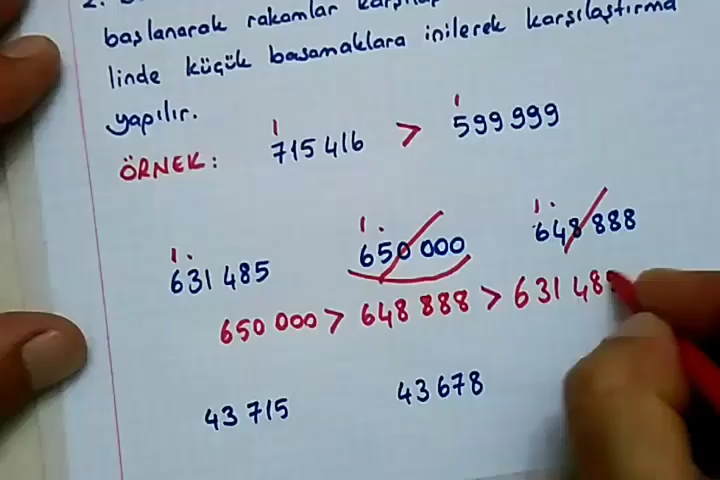 2.
başlanarak rakamlar
linde küçük basamaklara inilerek karşılaştırma
yapılır.
ÖRNEK: 715 416 > 599 999
631 485 650 000 648 888
650 000 > 648 888 > 631 48
43 715 43 678